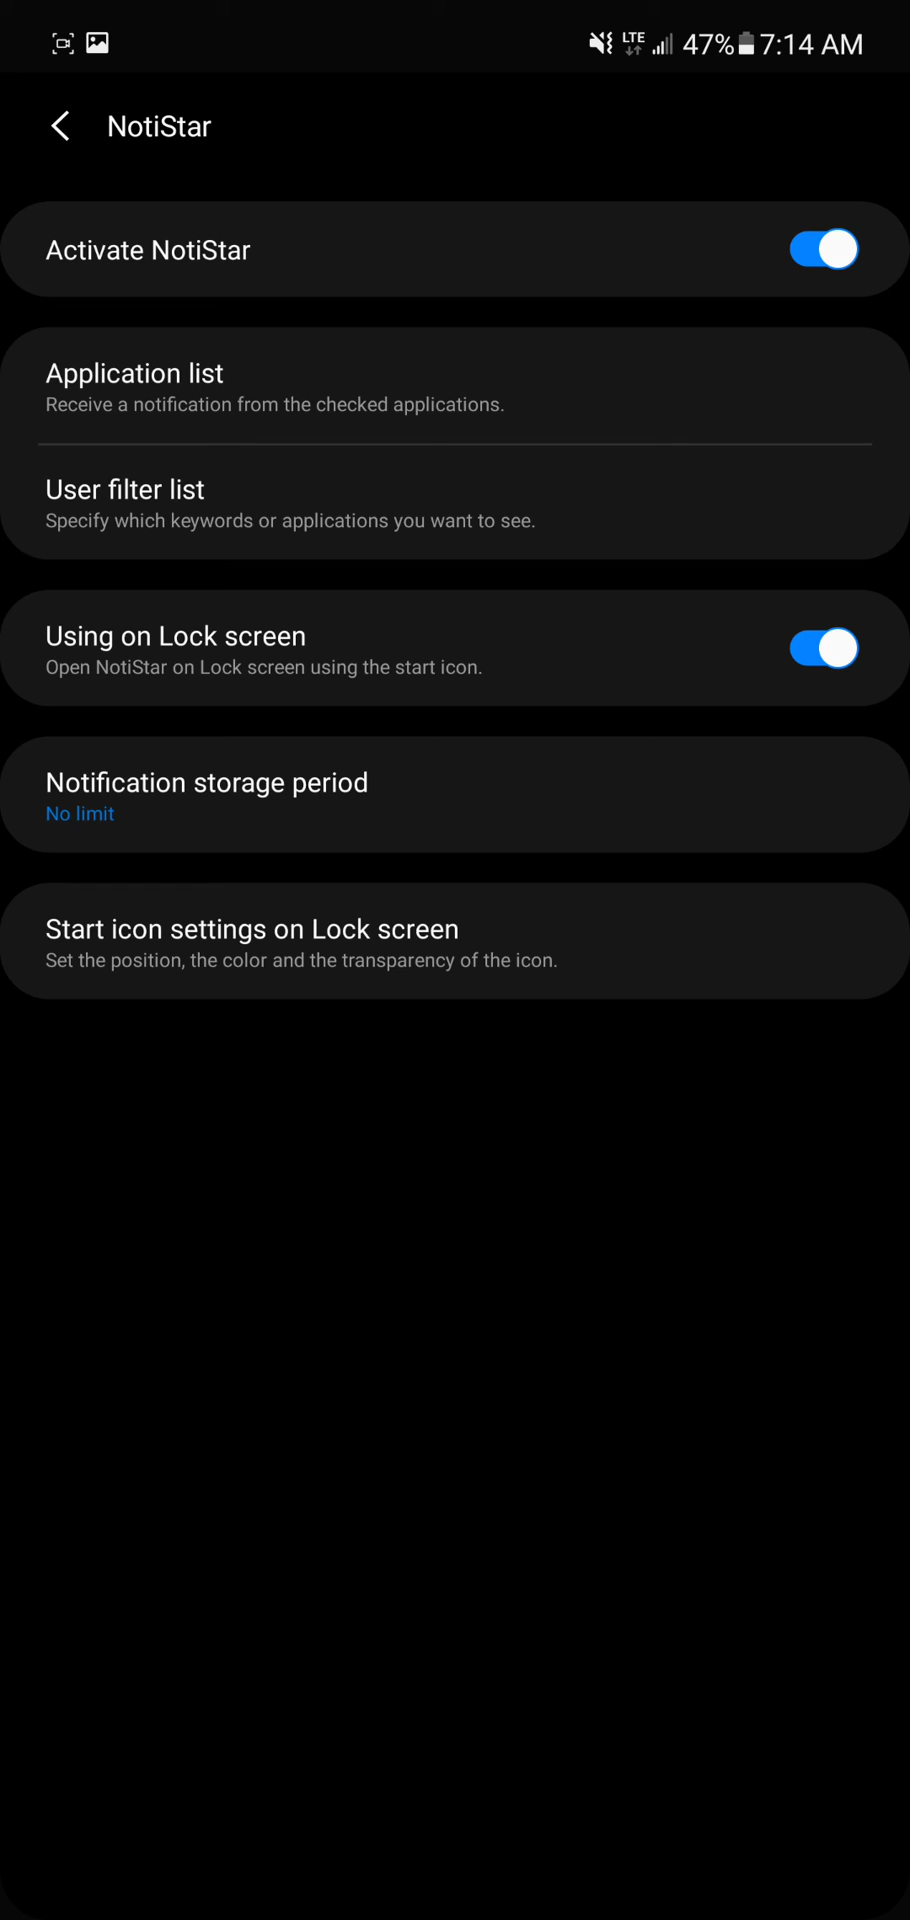 LTE 47% 7:14 AM
NotiStar
Activate NotiStar
Application list
Receive a notification from the checked applications.
User filter list
Specify which keywords or applications you want to see.
Using on Lock screen
Open NotiStar on Lock screen using the start icon.
Notification storage period
No limit
Start icon settings on Lock screen
Set the position, the color and the transparency of the icon.